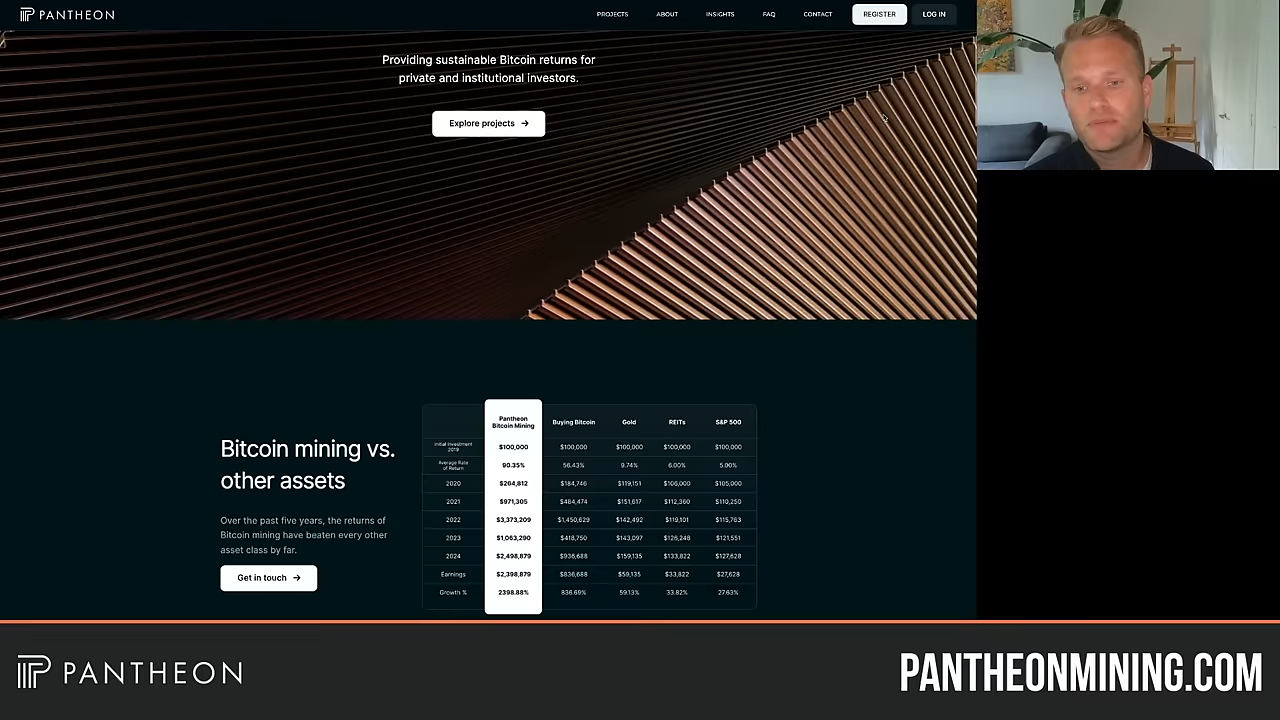 PANTHEON
PROJECTS ABOUT INSIGHTS FAQ CONTACT REGISTER LOG IN
Providing sustainable Bitcoin returns for
private and institutional investors.
Explore projects →
Bitcoin mining vs.
other assets
Over the past five years, the returns of
Bitcoin mining have beaten every other
asset class by far.
Get in touch →
Pantheon
Bitcoin Mining
Buying Bitcoin Gold REITs S&P 500
Initial Investment
2019
$100,000 $100,000 $100,000 $100,000 $100,000
Average Rate
of Return
90.35% 56.43% 9.74% 6.00% 5.00%
2020 $264,812 $184,746 $119,151 $106,000 $105,000
2021 $971,305 $484,474 $151,617 $112,360 $110,250
2022 $3,373,209 $1,450,629 $142,492 $119,101 $115,763
2023 $1,063,290 $418,750 $143,097 $126,248 $121,551
2024 $2,498,879 $936,688 $159,135 $133,822 $127,628
Earnings $2,398,879 $836,688 $59,135 $33,822 $27,628
Growth % 2398.88% 836.69% 59.13% 33.82% 27.63%
PANTHEON
PANTHEONMINING.COM